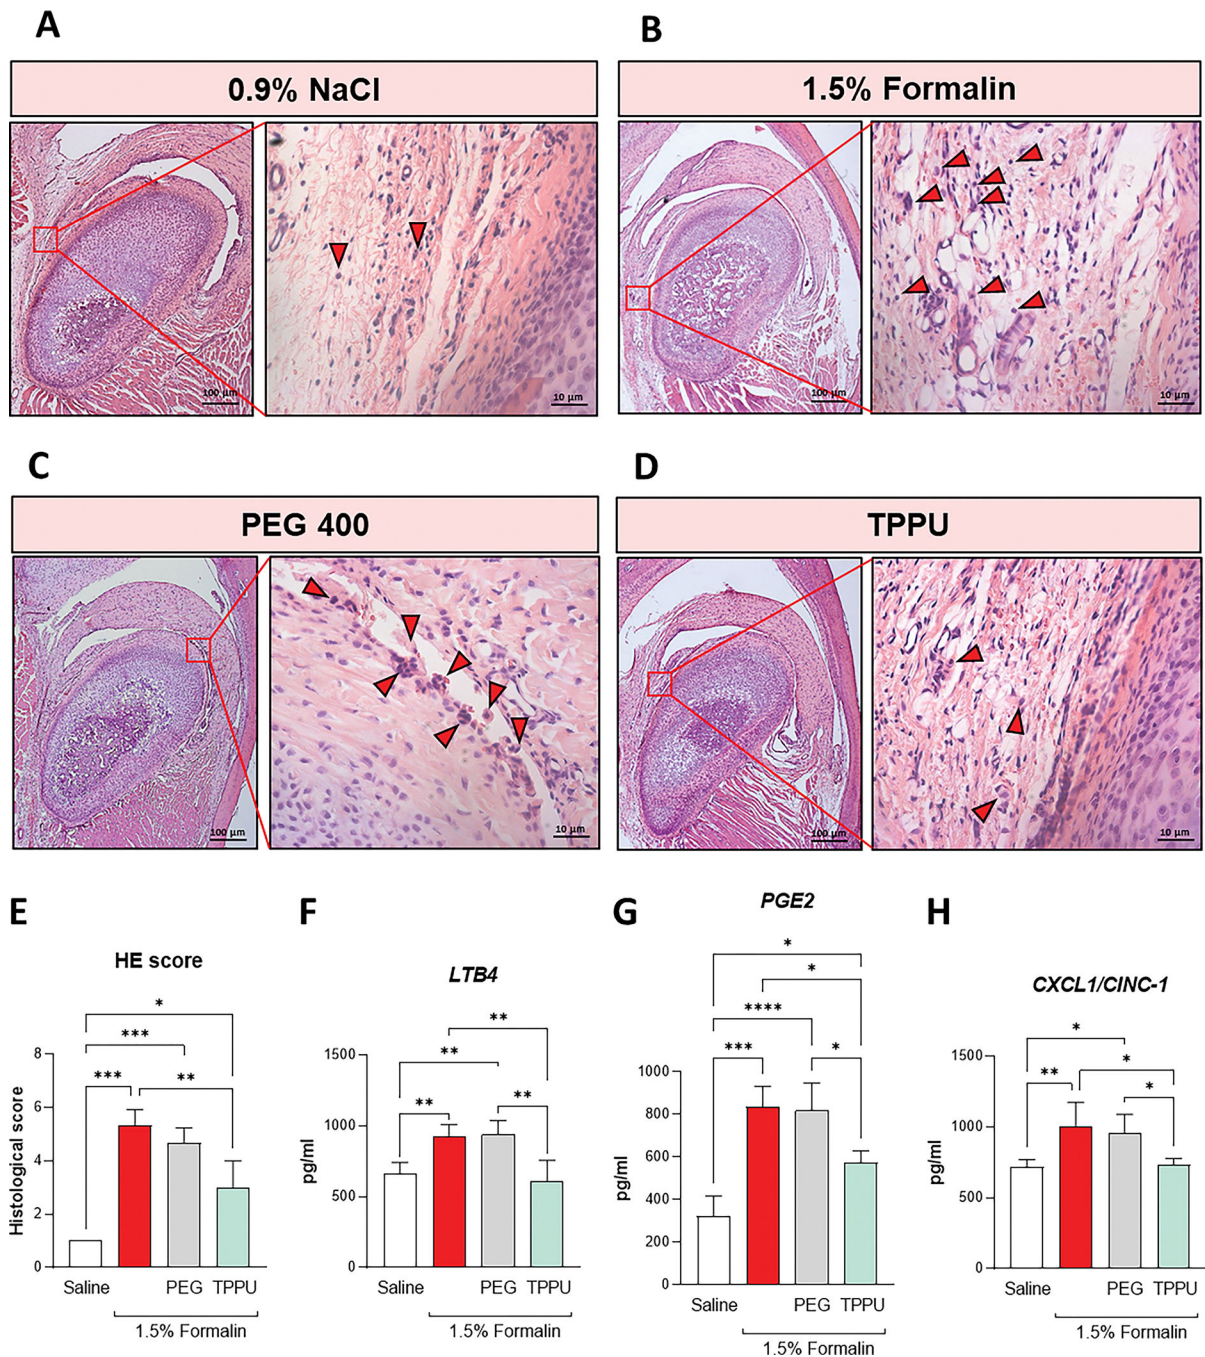 A
B
0.9% NaCl
1.5% Formalin
100 µm
10 µm
100 µm
10 µm
C
D
PEG 400
TPPU
100 µm
10 µm
100 µm
10 µm
E
HE score
*
***
***
**
Histological score
8
6
4
2
0
Saline
PEG
TPPU
1.5% Formalin
F
LTB4
**
**
**
**
pg/ml
1500
1000
500
0
Saline
PEG
TPPU
1.5% Formalin
G
PGE2
*
*
****
***
*
pg/ml
1000
800
600
400
200
0
Saline
PEG
TPPU
1.5% Formalin
H
CXCL1/CINC-1
*
**
*
*
pg/ml
1500
1000
500
0
Saline
PEG
TPPU
1.5% Formalin